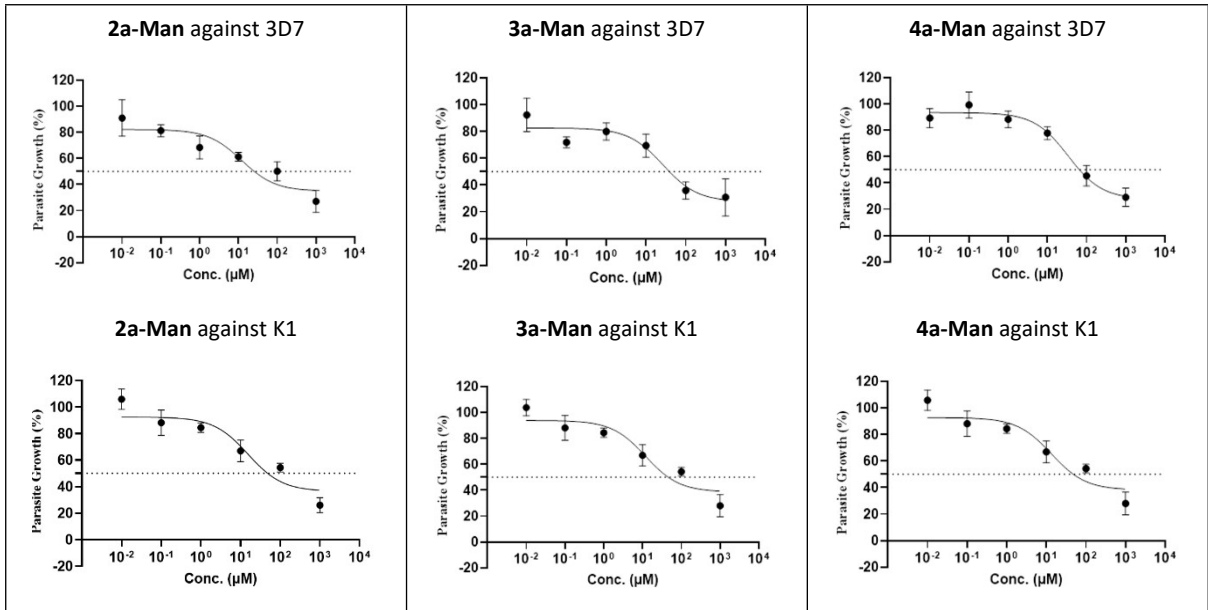 2a-Man against 3D7
Parasite Growth (%)
120
100
80
60
40
20
0
-20
10⁻² 10⁻¹ 10⁰ 10¹ 10² 10³ 10⁴
Conc. (µM)
3a-Man against 3D7
Parasite Growth (%)
120
100
80
60
40
20
0
-20
10⁻² 10⁻¹ 10⁰ 10¹ 10² 10³ 10⁴
Conc. (µM)
4a-Man against 3D7
Parasite Growth (%)
120
100
80
60
40
20
0
-20
10⁻² 10⁻¹ 10⁰ 10¹ 10² 10³ 10⁴
Conc. (µM)
2a-Man against K1
Parasite Growth (%)
120
100
80
60
40
20
0
-20
10⁻² 10⁻¹ 10⁰ 10¹ 10² 10³ 10⁴
Conc. (µM)
3a-Man against K1
Parasite Growth (%)
120
100
80
60
40
20
0
-20
10⁻² 10⁻¹ 10⁰ 10¹ 10² 10³ 10⁴
Conc. (µM)
4a-Man against K1
Parasite Growth (%)
120
100
80
60
40
20
0
-20
10⁻² 10⁻¹ 10⁰ 10¹ 10² 10³ 10⁴
Conc. (µM)